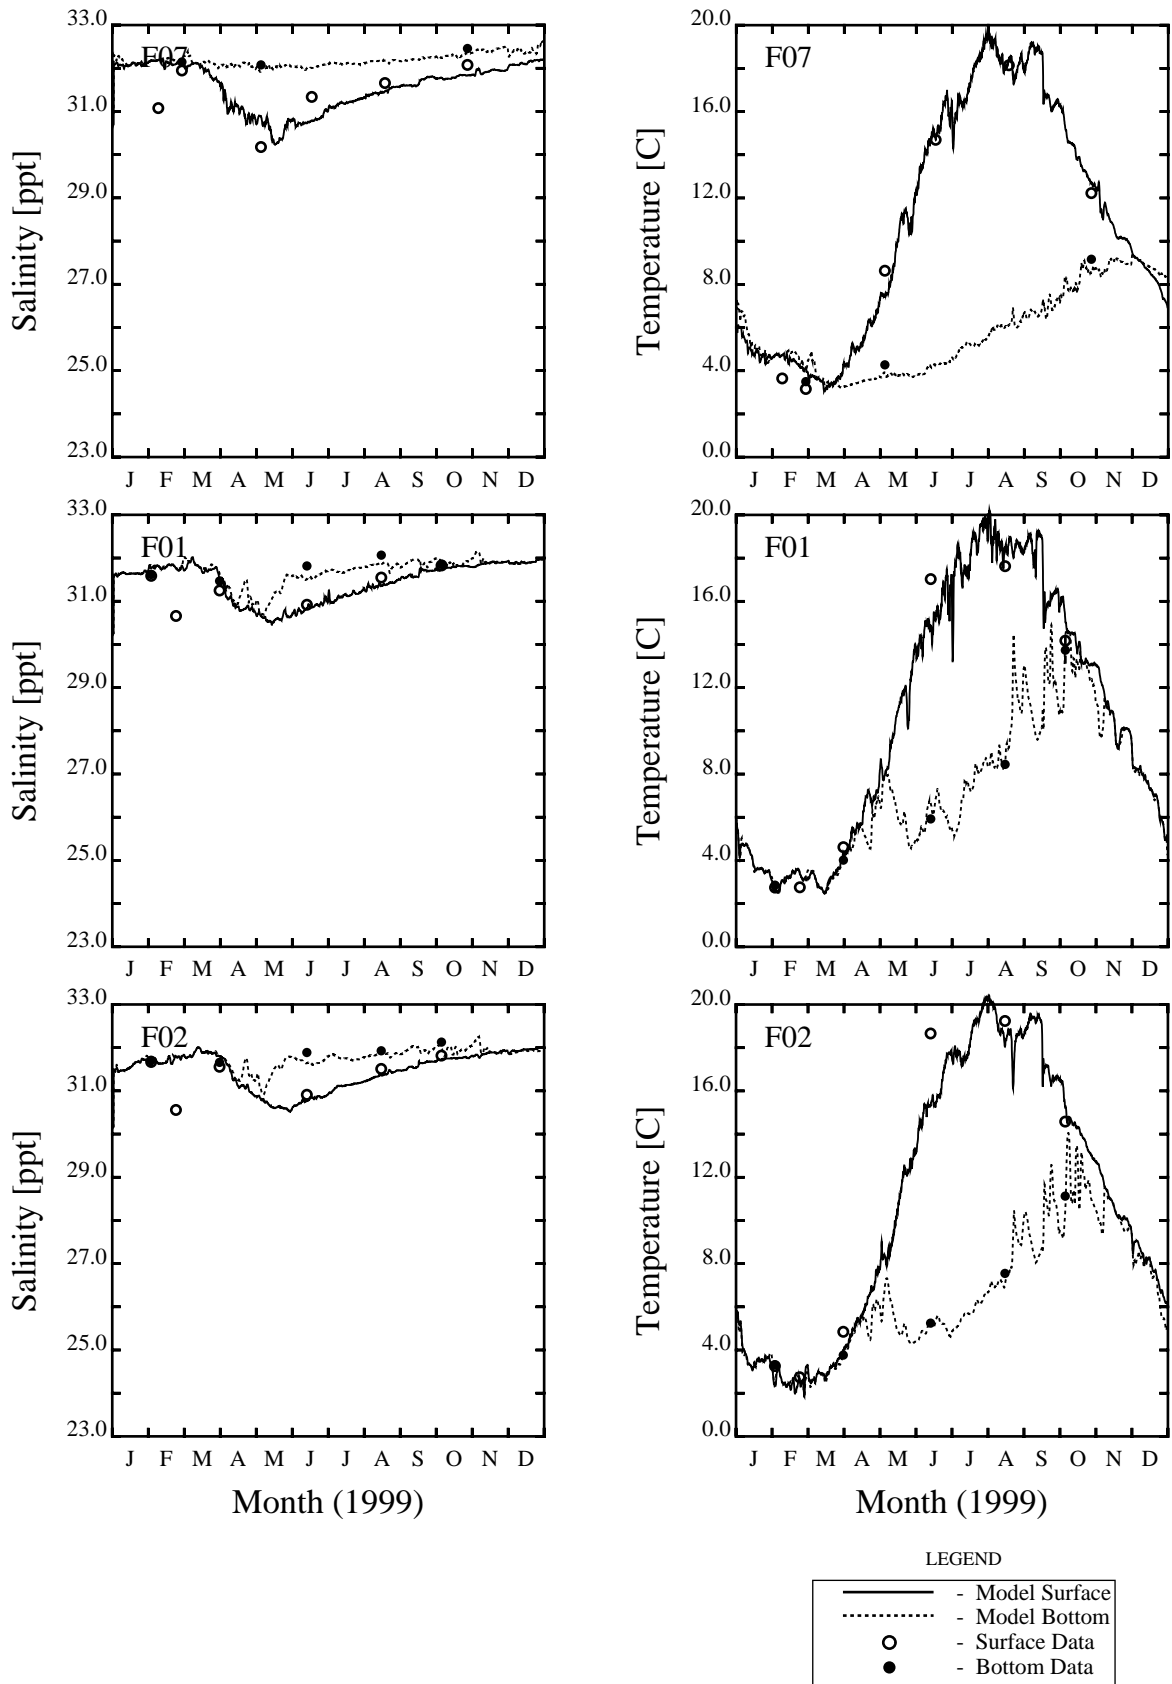 F07
33.0
31.0
29.0
27.0
25.0
23.0
Salinity [ppt]
J F M A M J J A S O N D
F07
20.0
16.0
12.0
8.0
4.0
0.0
Temperature [C]
J F M A M J J A S O N D
F01
33.0
31.0
29.0
27.0
25.0
23.0
Salinity [ppt]
J F M A M J J A S O N D
F01
20.0
16.0
12.0
8.0
4.0
0.0
Temperature [C]
J F M A M J J A S O N D
F02
33.0
31.0
29.0
27.0
25.0
23.0
Salinity [ppt]
J F M A M J J A S O N D
Month (1999)
F02
20.0
16.0
12.0
8.0
4.0
0.0
Temperature [C]
J F M A M J J A S O N D
Month (1999)
LEGEND
- Model Surface
- Model Bottom
- Surface Data
- Bottom Data